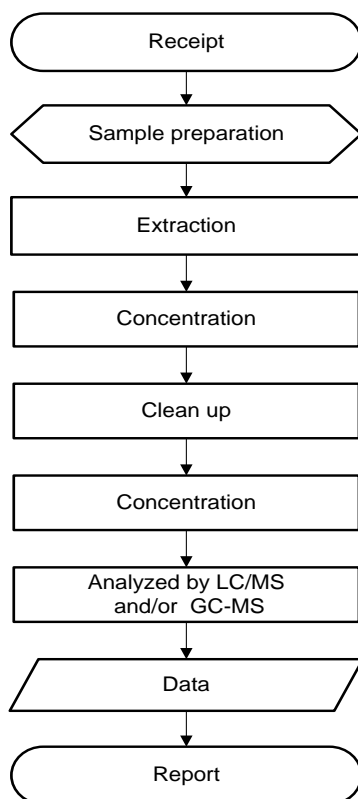 Receipt
Sample preparation
Extraction
Concentration
Clean up
Concentration
Analyzed by LC/MS
and/or  GC-MS
Data
Report